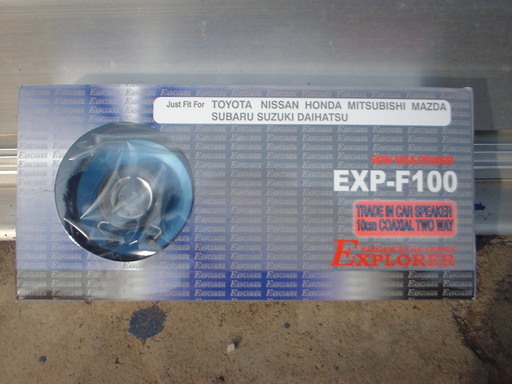 Just Fit For TOYOTA NISSAN HONDA MITSUBISHI MAZDA
SUBARU SUZUKI DAIHATSU
EXP-F100
TRADE IN CAR SPEAKER
10cm COAXIAL TWO WAY
EXPLORER